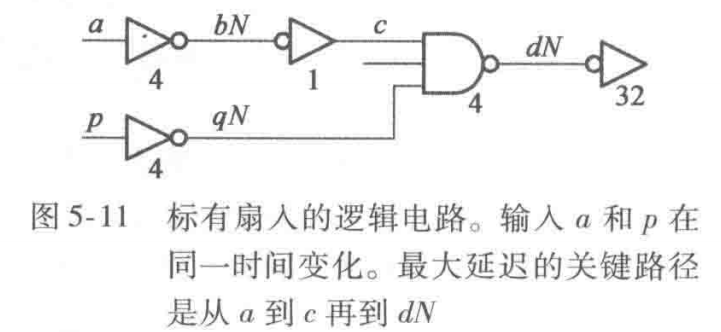 a bN c dN
4 1 4 32
p qN
4
图 5-11 标有扇入的逻辑电路。输入 a 和 p 在
同一时间变化。最大延迟的关键路径
是从 a 到 c 再到 dN